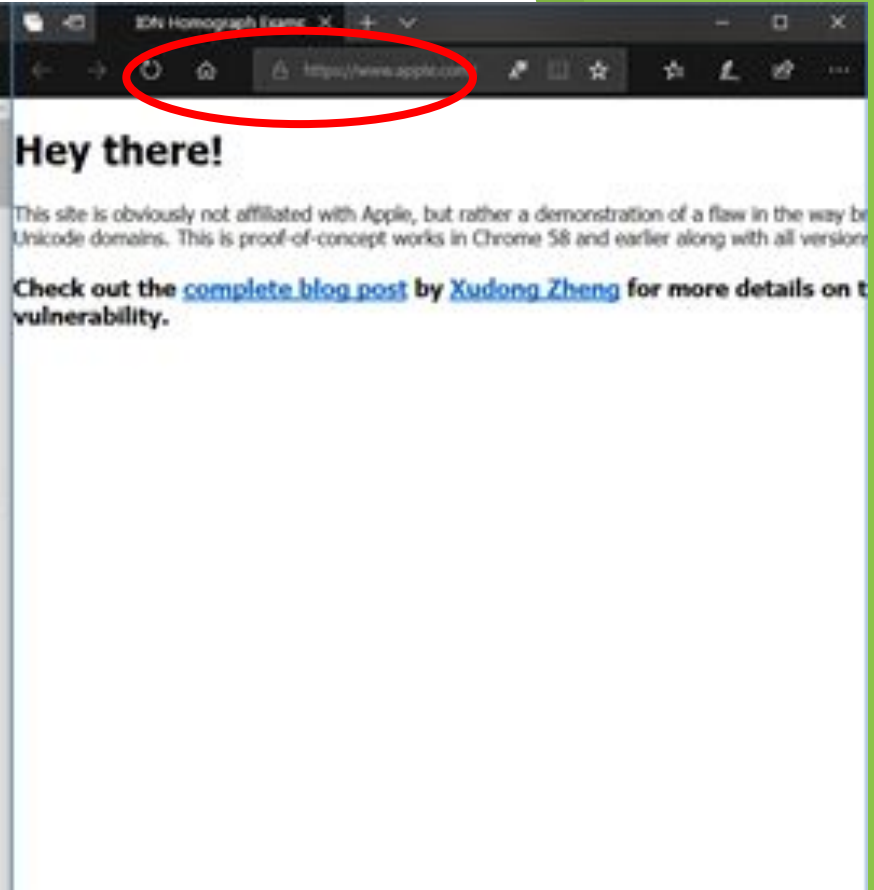 IDN Homograph Examp
https://www.apple.com
Hey there!
This site is obviously not affiliated with Apple, but rather a demonstration of a flaw in the way br
Unicode domains. This is proof-of-concept works in Chrome 58 and earlier along with all version
Check out the complete blog post by Xudong Zheng for more details on t
vulnerability.